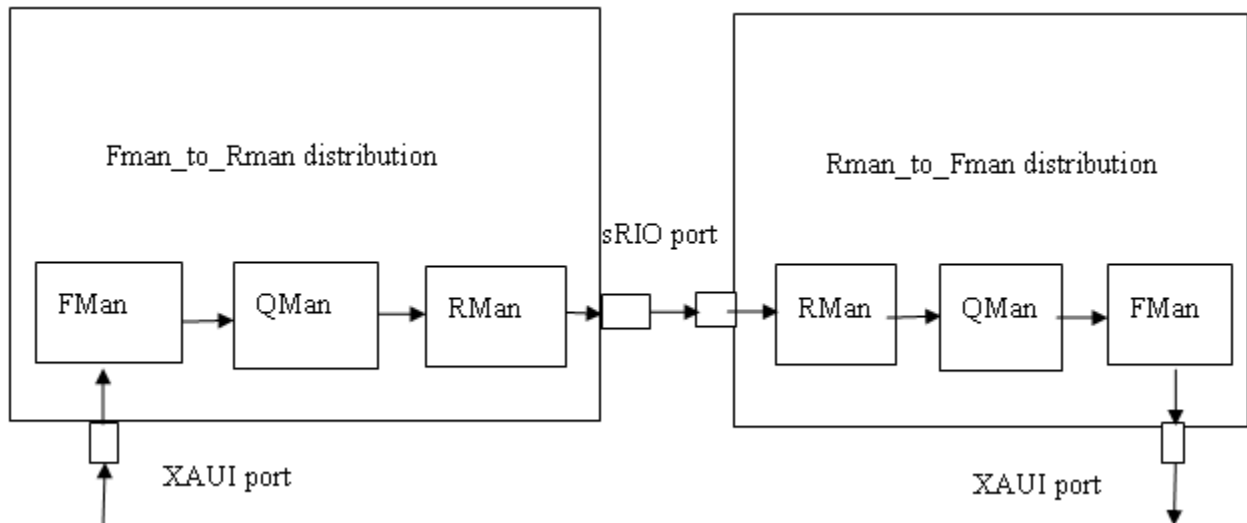 Fman_to_Rman distribution
FMan
QMan
RMan
sRIO port
Rman_to_Fman distribution
RMan
QMan
FMan
XAUI port
XAUI port